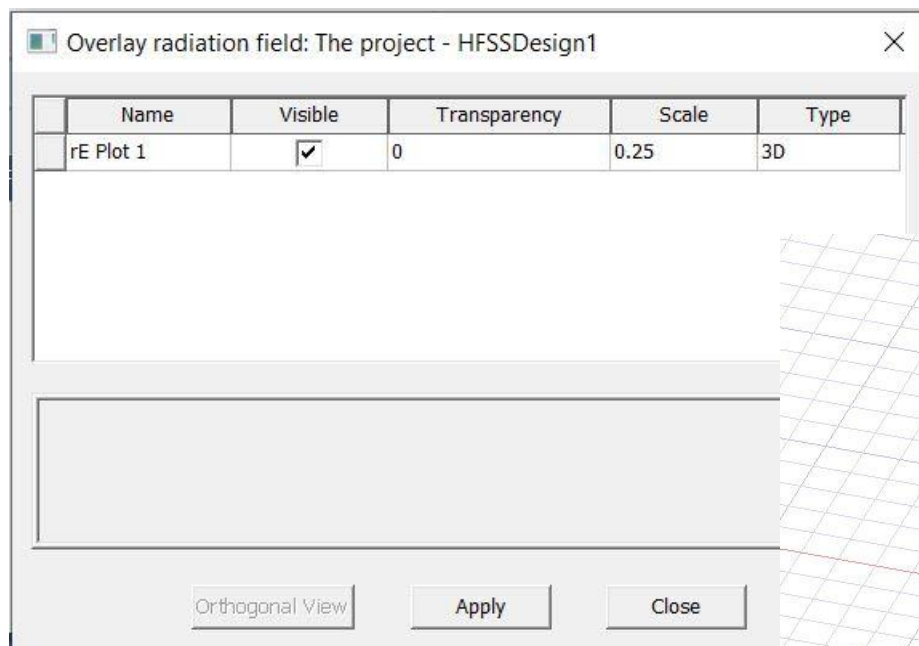 Overlay radiation field: The project - HFSSDesign1
Name Visible Transparency Scale Type
rE Plot 1 0 0.25 3D
Orthogonal View Apply Close